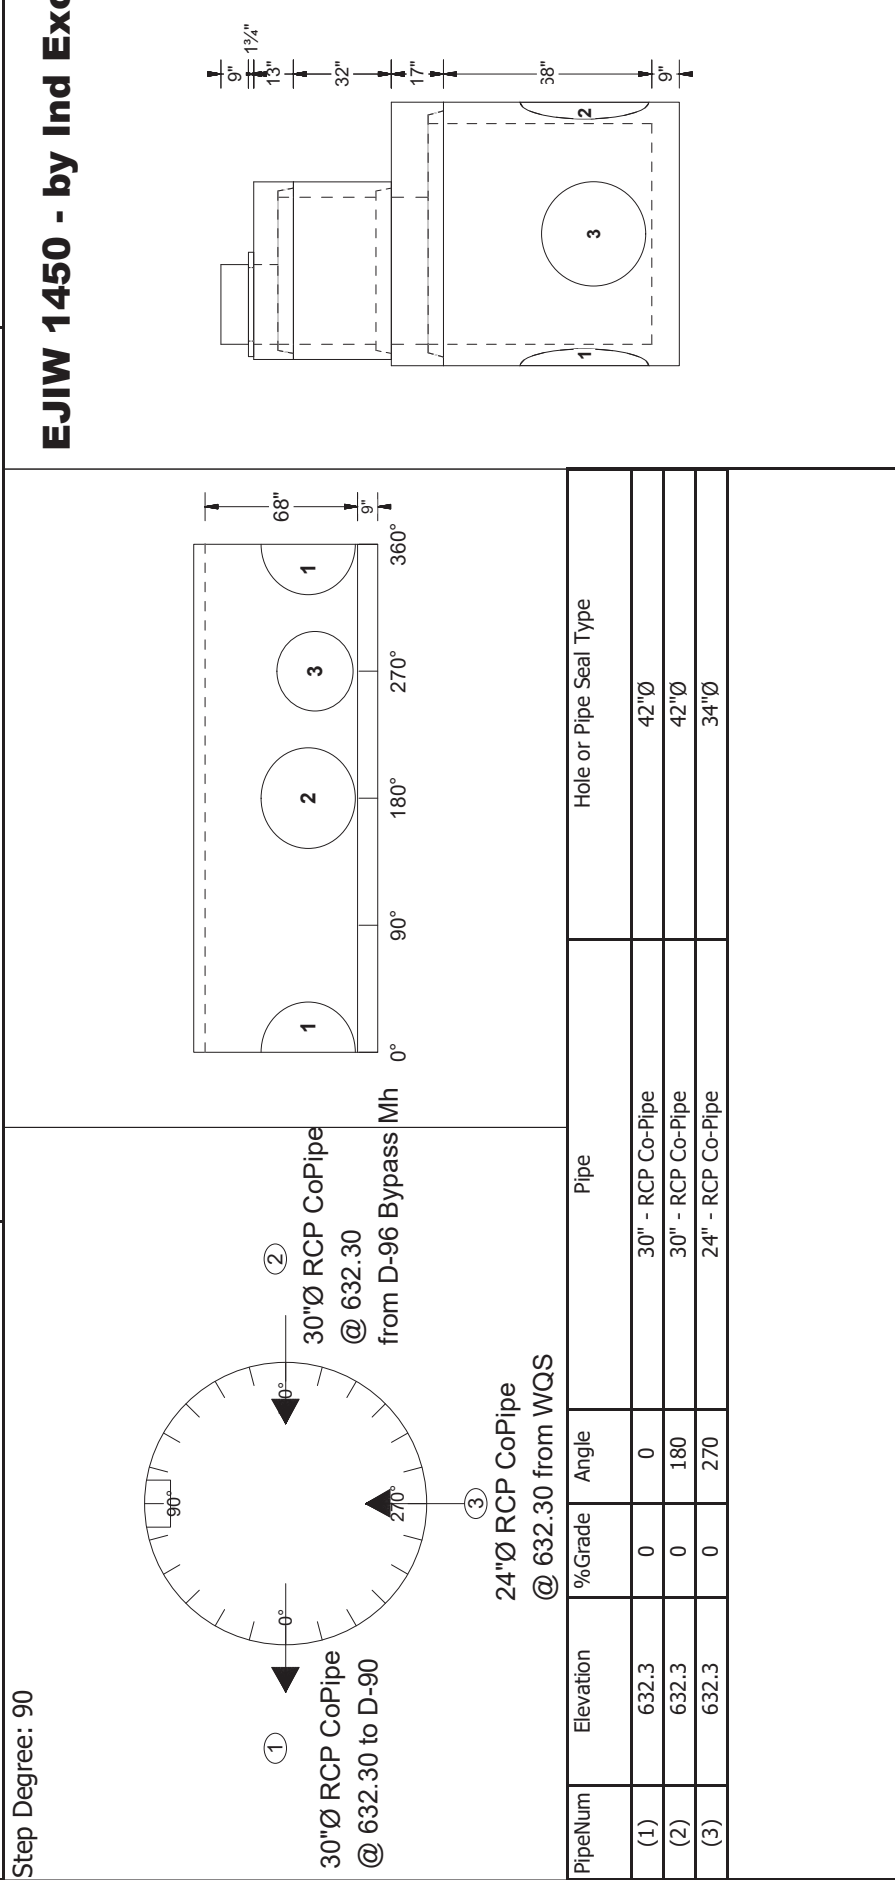 Step Degree: 90
90°
0°
0°
270°
1
30"Ø RCP CoPipe
@ 632.30 to D-90
2
30"Ø RCP CoPipe
@ 632.30
from D-96 Bypass Mh
3
24"Ø RCP CoPipe
@ 632.30 from WQS
1
2
3
1
68"
9"
0°
90°
180°
270°
360°
EJIW 1450 - by Ind Exc
9"
1¾"
13"
32"
17"
68"
9"
1
3
2
PipeNum Elevation %Grade Angle Pipe Hole or Pipe Seal Type
(1) 632.3 0 0 30" - RCP Co-Pipe 42"Ø
(2) 632.3 0 180 30" - RCP Co-Pipe 42"Ø
(3) 632.3 0 270 24" - RCP Co-Pipe 34"Ø